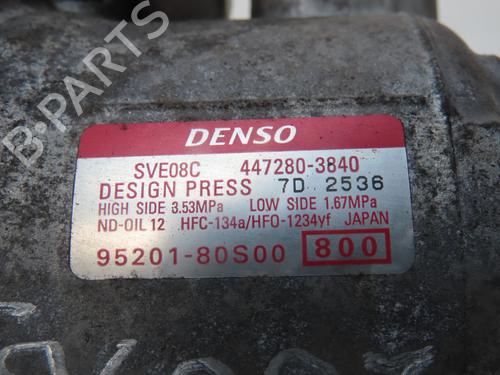 B-PARTS
DENSO
SVE08C 447280-3840
DESIGN PRESS 7D 2536
HIGH SIDE 3.53MPa LOW SIDE 1.67MPa
ND-OIL 12 HFC-134a/HFO-1234yf JAPAN
95201-80S00 800